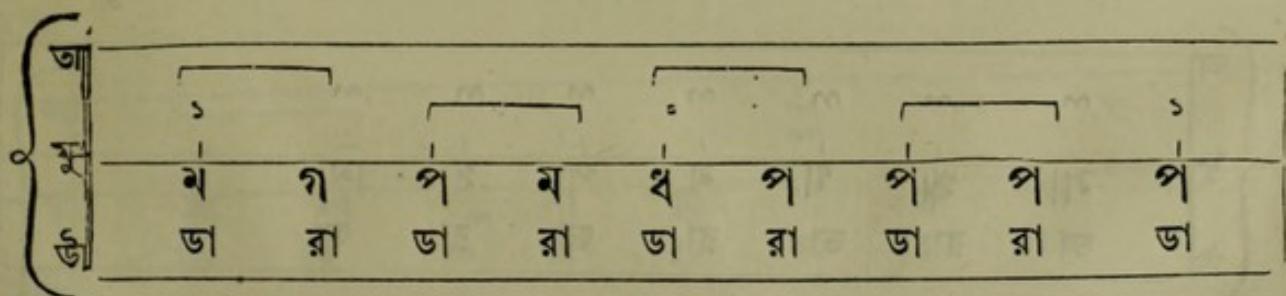 তা
১ ০ ১
মু
ম গ প ম ধ প প প প
উ
ডা রা ডা রা ডা রা ডা রা ডা